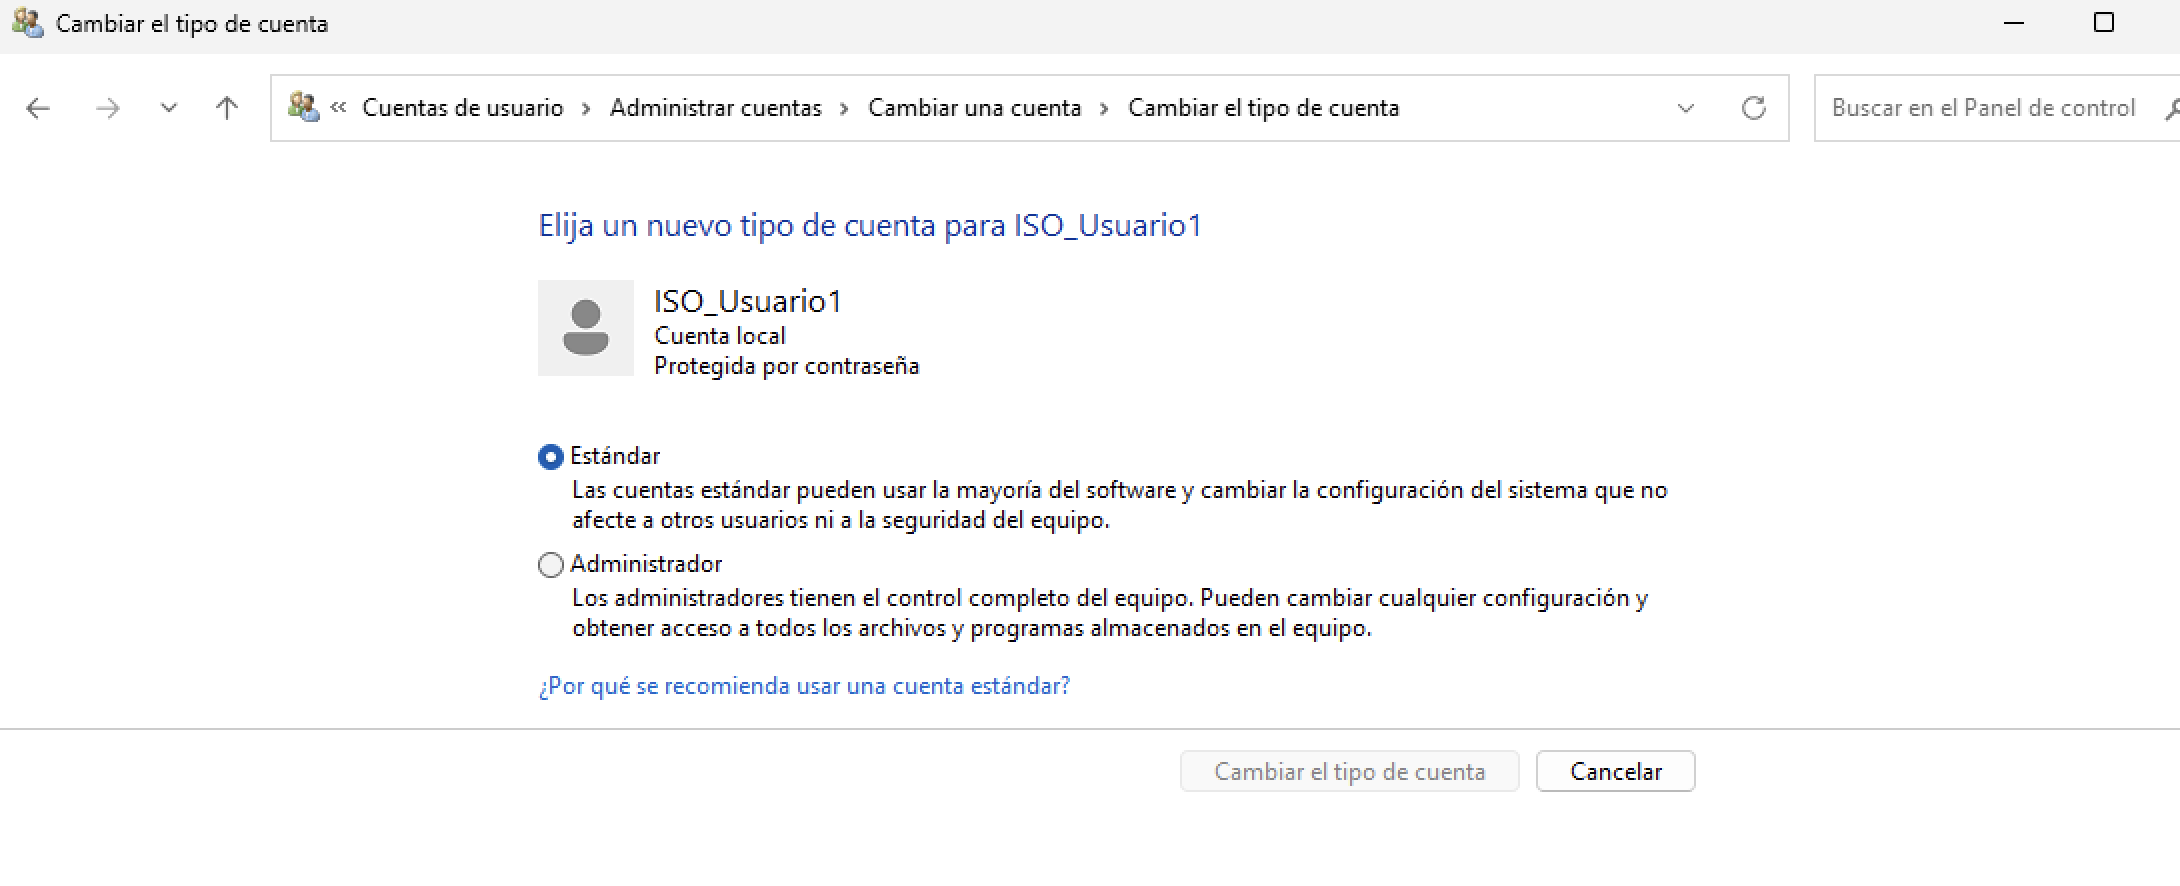 Cambiar el tipo de cuenta
« Cuentas de usuario > Administrar cuentas > Cambiar una cuenta > Cambiar el tipo de cuenta
Buscar en el Panel de control
Elija un nuevo tipo de cuenta para ISO_Usuario1
ISO_Usuario1
Cuenta local
Protegida por contraseña
Estándar
Las cuentas estándar pueden usar la mayoría del software y cambiar la configuración del sistema que no
afecte a otros usuarios ni a la seguridad del equipo.
Administrador
Los administradores tienen el control completo del equipo. Pueden cambiar cualquier configuración y
obtener acceso a todos los archivos y programas almacenados en el equipo.
¿Por qué se recomienda usar una cuenta estándar?
Cambiar el tipo de cuenta
Cancelar